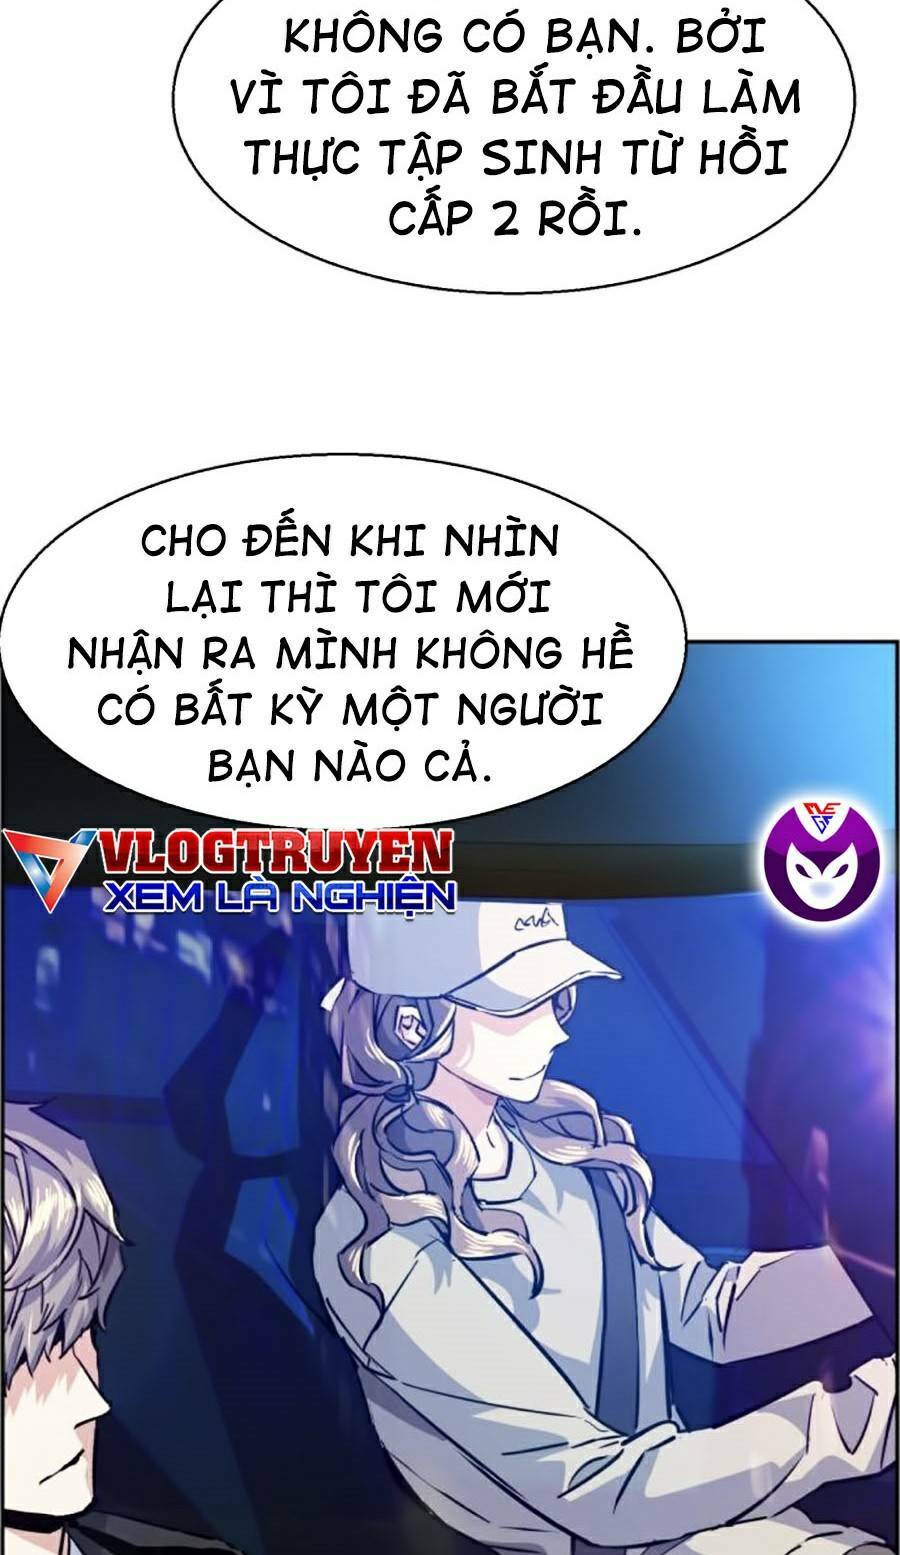 KHÔNG CÓ BẠN. BỞI
VÌ TÔI ĐÃ BẮT ĐẦU LÀM
THỰC TẬP SINH TỪ HỒI
CẤP 2 RỒI.
CHO ĐẾN KHI NHÌN
LẠI THÌ TÔI MỚI
NHẬN RA MÌNH KHÔNG HỀ
CÓ BẤT KỲ MỘT NGƯỜI
BẠN NÀO CẢ.
VLOGTRUYEN
XEM LÀ NGHIỆN